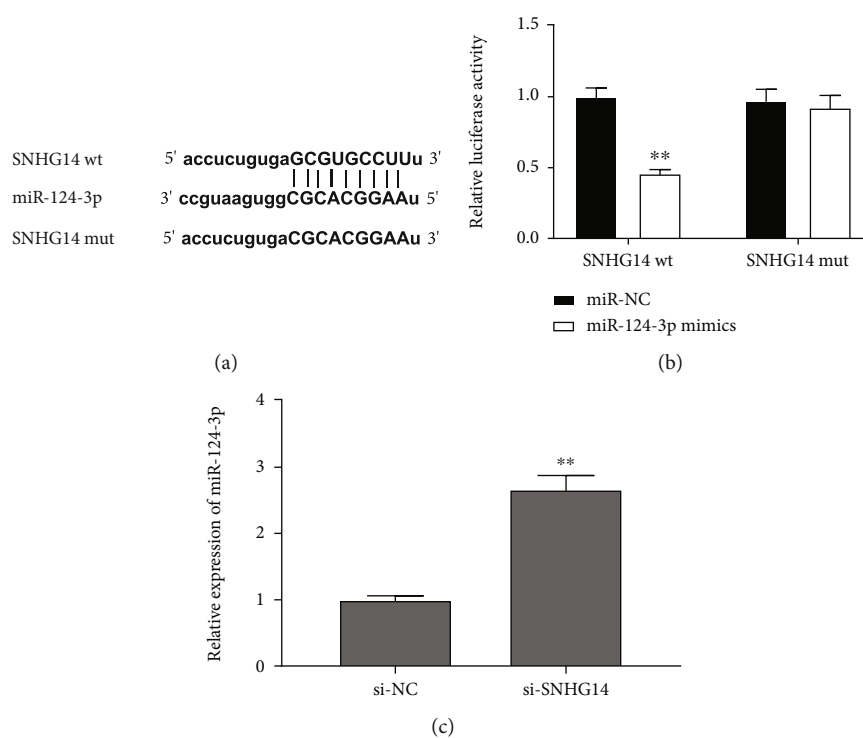 SNHG14 wt 5' accucugugaGCGUGCCUUu 3'
miR-124-3p 3' ccguaaguggCGCACGGAAu 5'
SNHG14 mut 5' accucugugaCGCACGGAAu 3'
(a)
Relative luciferase activity
1.5
1.0
0.5
0.0
**
SNHG14 wt SNHG14 mut
miR-NC
miR-124-3p mimics
(b)
Relative expression of miR-124-3p
4
3
2
1
0
**
si-NC si-SNHG14
(c)